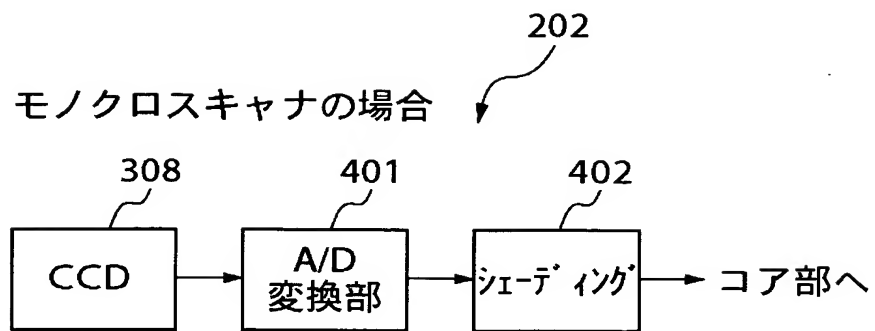 202
モノクロスキャナの場合
308
401
402
CCD
A/D
変換部
シェーディング
コア部へ